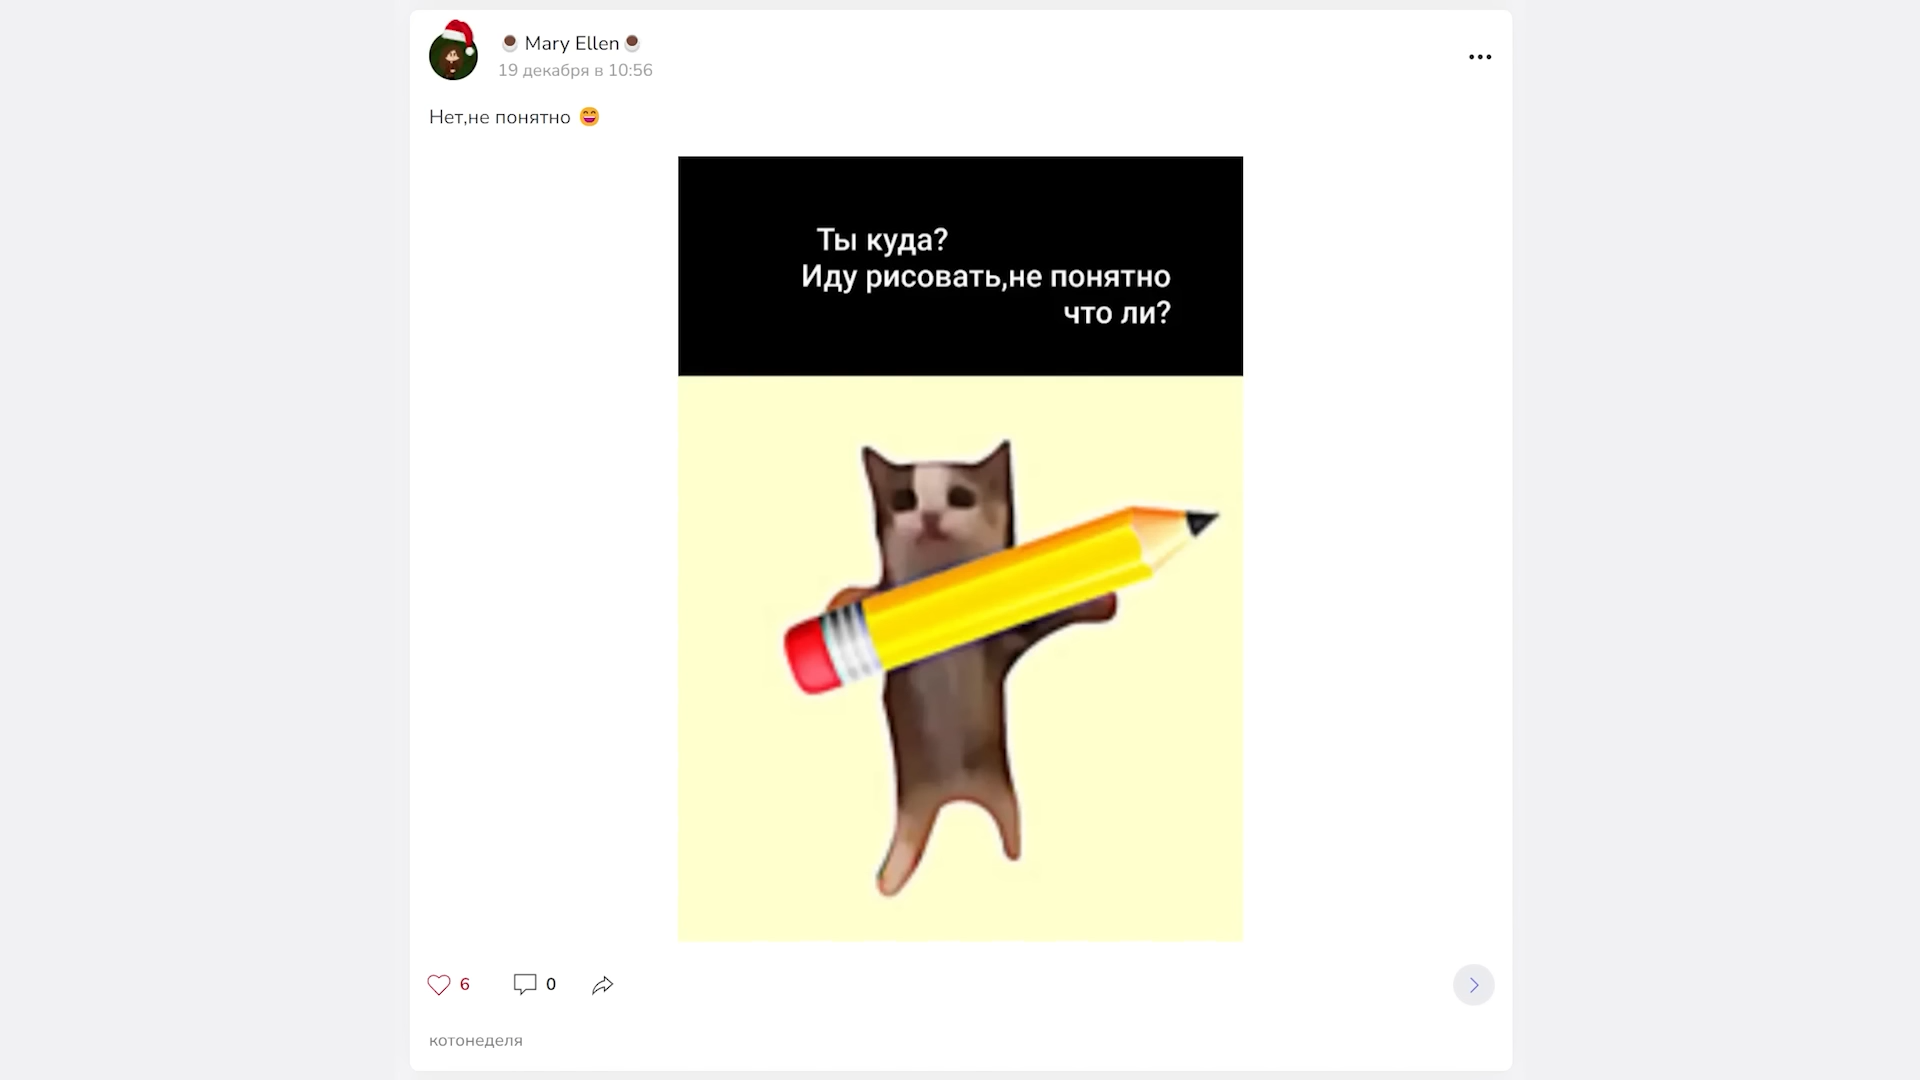 Mary Ellen
19 декабря в 10:56
Нет,не понятно
Ты куда?
Иду рисовать,не понятно
что ли?
6
0
котонеделя